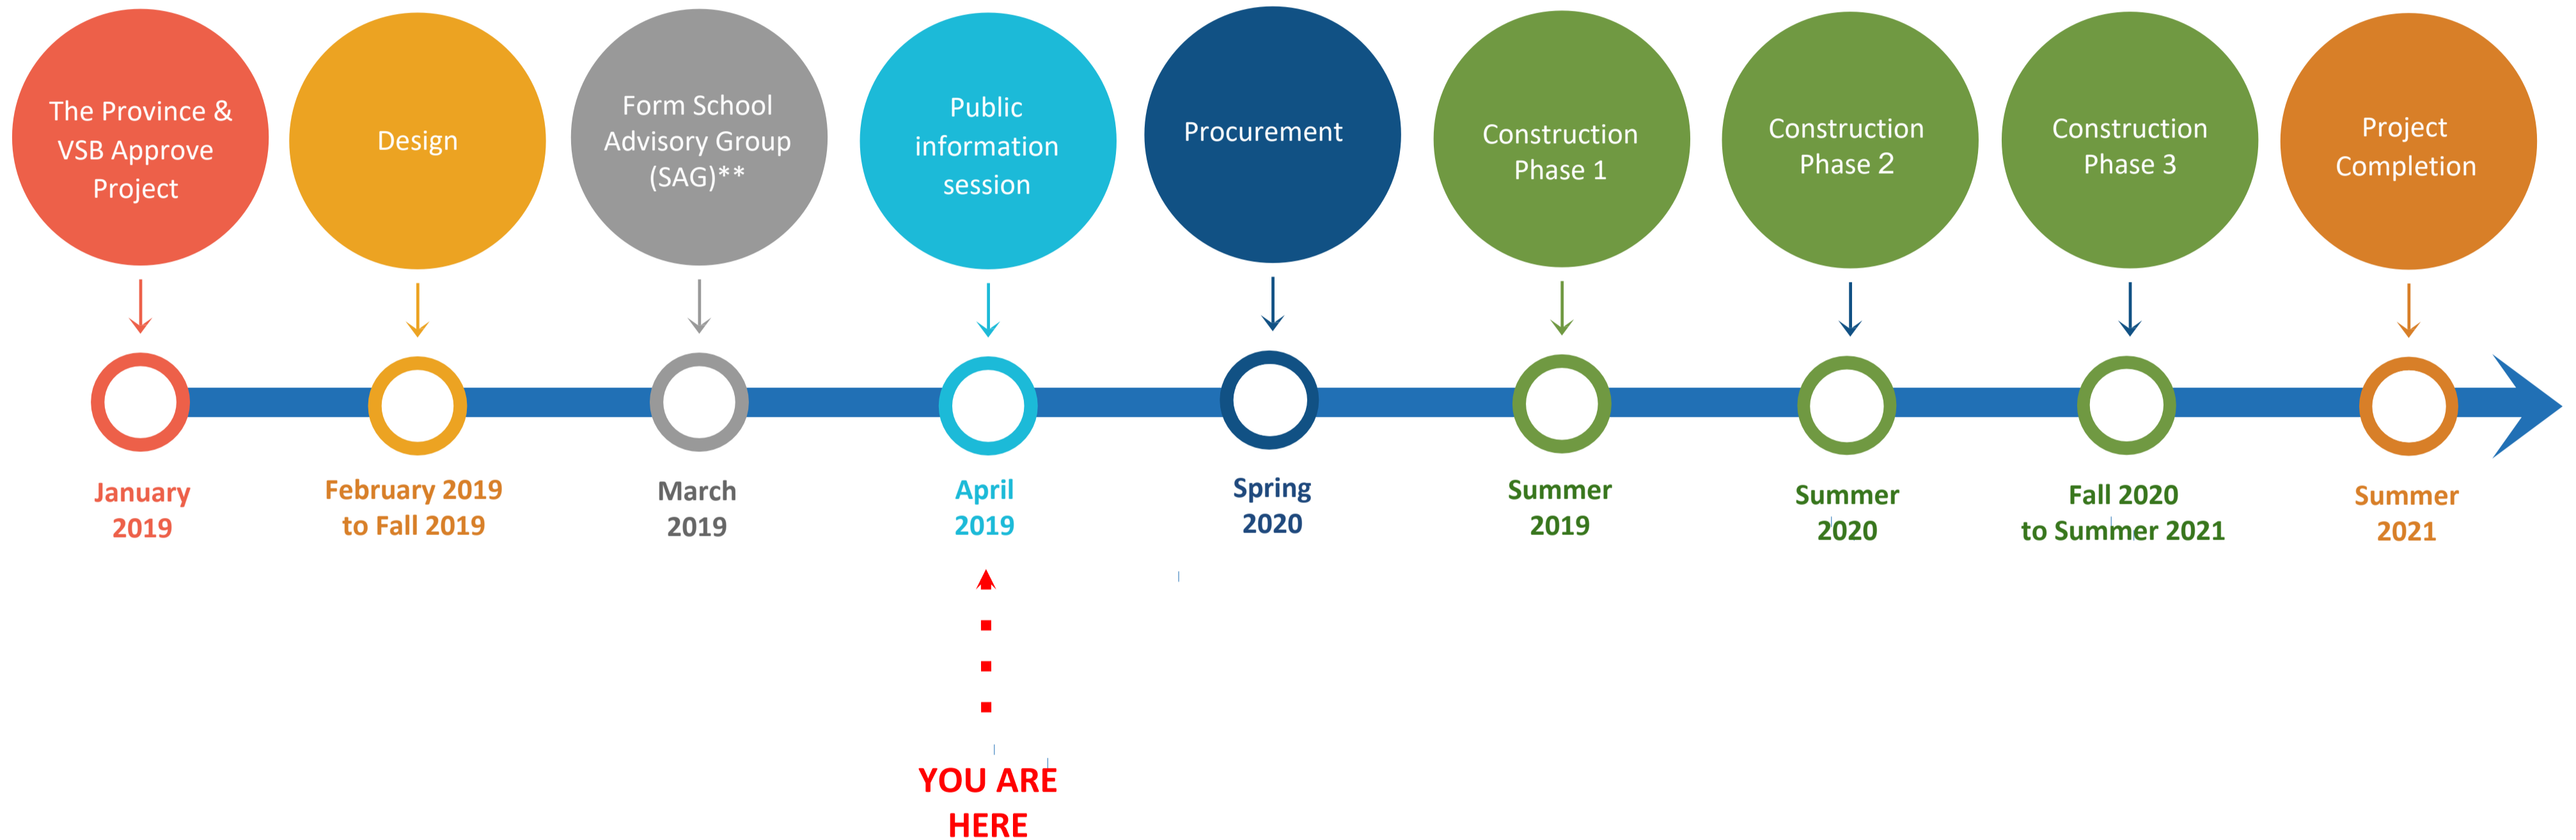 The Province &
VSB Approve
Project
Design
Form School
Advisory Group
(SAG)**
Public
information
session
Procurement
Construction
Phase 1
Construction
Phase 2
Construction
Phase 3
Project
Completion
January
2019
February 2019
to Fall 2019
March
2019
April
2019
Spring
2020
Summer
2019
Summer
2020
Fall 2020
to Summer 2021
Summer
2021
YOU ARE
HERE